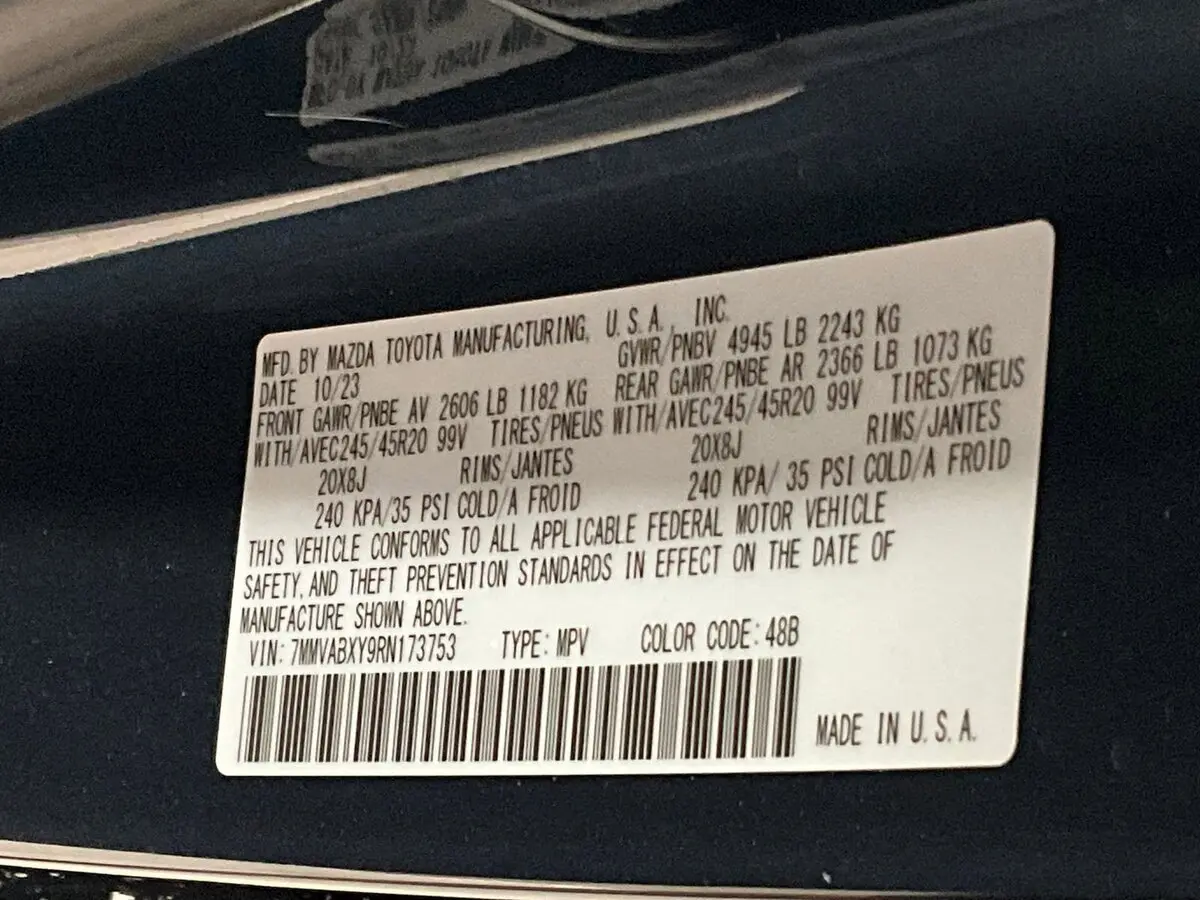 MFD. BY MAZDA TOYOTA MANUFACTURING, U.S.A., INC.
DATE 10/23 GVWR/PNBV 4945 LB 2243 KG
FRONT GAWR/PNBE AV 2606 LB 1182 KG REAR GAWR/PNBE AR 2366 LB 1073 KG
WITH/AVEC245/45R20 99V TIRES/PNEUS WITH/AVEC245/45R20 99V TIRES/PNEUS
20X8J RIMS/JANTES 20X8J RIMS/JANTES
240 KPA/35 PSI COLD/A FROID 240 KPA/ 35 PSI COLD/A FROID
THIS VEHICLE CONFORMS TO ALL APPLICABLE FEDERAL MOTOR VEHICLE
SAFETY, AND THEFT PREVENTION STANDARDS IN EFFECT ON THE DATE OF
MANUFACTURE SHOWN ABOVE.
VIN: 7MMVABXY9RN173753 TYPE: MPV COLOR CODE: 48B
MADE IN U.S.A.